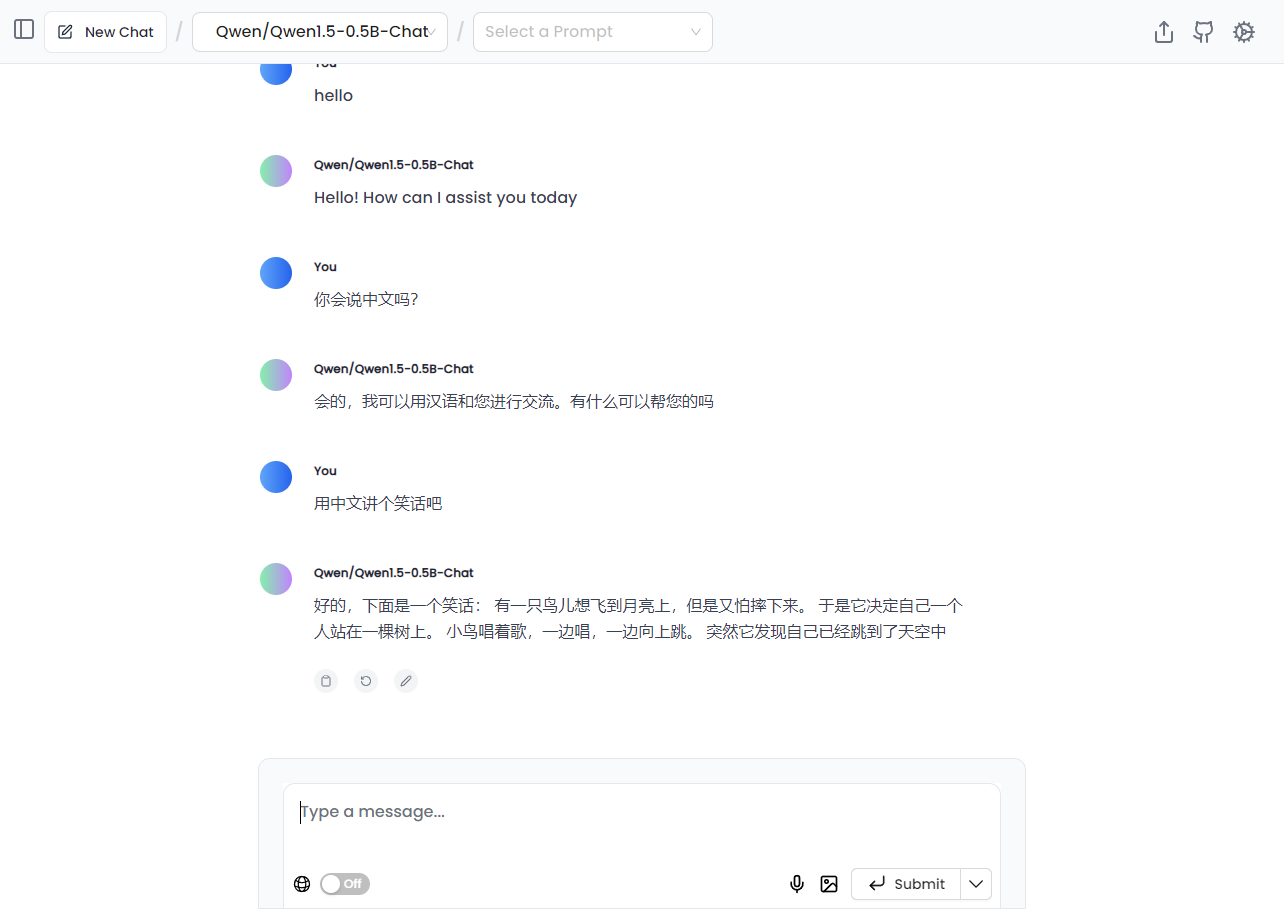 New Chat / Qwen/Qwen1.5-0.5B-Chat / Select a Prompt
You
hello
Qwen/Qwen1.5-0.5B-Chat
Hello! How can I assist you today
You
你会说中文吗？
Qwen/Qwen1.5-0.5B-Chat
会的，我可以用汉语和您进行交流。有什么可以帮您的吗
You
用中文讲个笑话吧
Qwen/Qwen1.5-0.5B-Chat
好的，下面是一个笑话： 有一只鸟儿想飞到月亮上，但是又怕摔下来。 于是它决定自己一个
人站在一棵树上。 小鸟唱着歌，一边唱，一边向上跳。 突然它发现自己已经跳到了天空中
Type a message...
Off
Submit